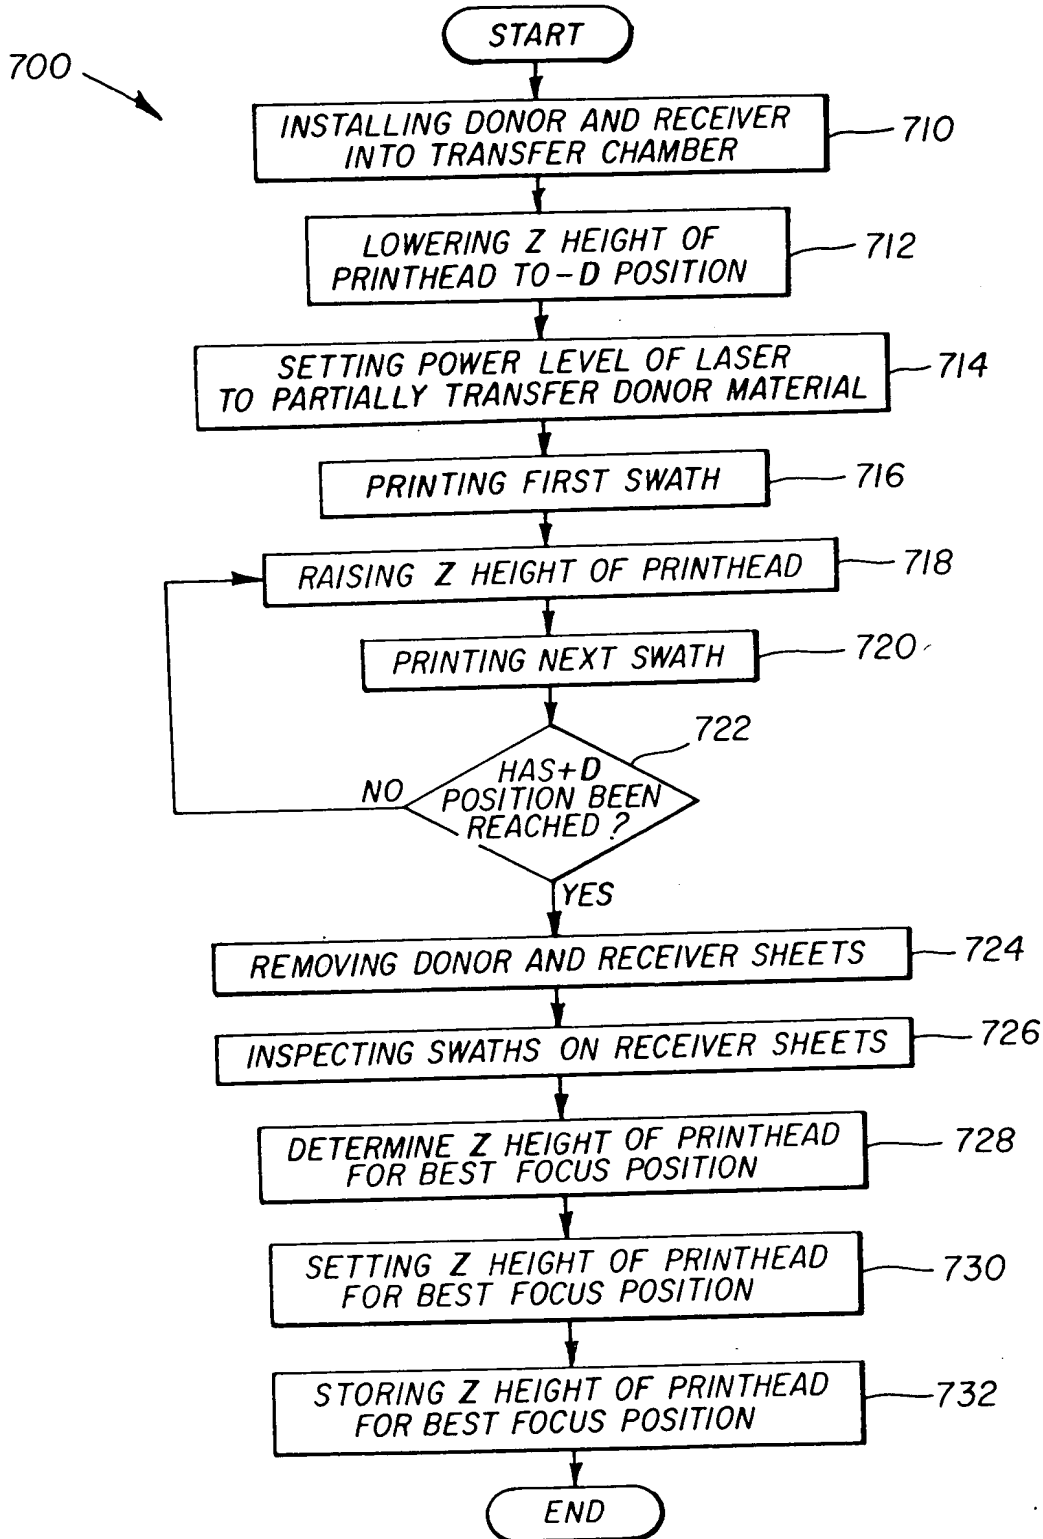 START
700
INSTALLING DONOR AND RECEIVER
INTO TRANSFER CHAMBER
710
LOWERING Z HEIGHT OF
PRINTHEAD TO-D POSITION
712
SETTING POWER LEVEL OF LASER
TO PARTIALLY TRANSFER DONOR MATERIAL
714
PRINTING FIRST SWATH
716
RAISING Z HEIGHT OF PRINTHEAD
718
PRINTING NEXT SWATH
720
722
HAS+D
POSITION BEEN
REACHED ?
NO
YES
REMOVING DONOR AND RECEIVER SHEETS
724
INSPECTING SWATHS ON RECEIVER SHEETS
726
DETERMINE Z HEIGHT OF PRINTHEAD
FOR BEST FOCUS POSITION
728
SETTING Z HEIGHT OF PRINTHEAD
FOR BEST FOCUS POSITION
730
STORING Z HEIGHT OF PRINTHEAD
FOR BEST FOCUS POSITION
732
END